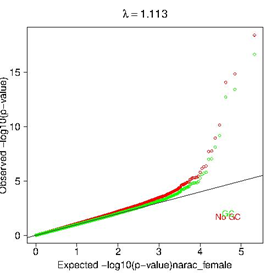 λ = 1.113
Observed −log10(p−value)
15
10
5
0
No GC
GC
0 1 2 3 4 5
Expected −log10(p−value)narac_female